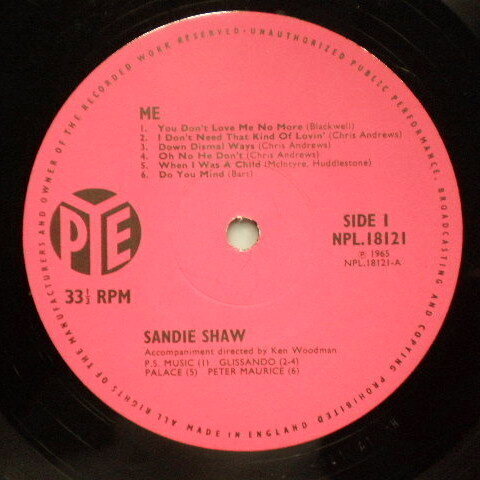 ALL RIGHTS OF THE MANUFACTURERS AND OWNER OF THE RECORDED WORK RESERVED·UNAUTHORIZED PUBLIC PERFORMANCE, BROADCASTING AND COPYING PROHIBITED
MADE IN ENGLAND
ME
1. You Don't Love Me No More (Blackwell)
2. I Don't Need That Kind Of Lovin' (Chris Andrews)
3. Down Dismal Ways (Chris Andrews)
4. Oh No He Don't (Chris Andrews)
5. When I Was A Child (McIntyre, Huddlestone)
6. Do You Mind (Bart)
PYE
33⅓ RPM
SIDE 1
NPL.18121
℗ 1965
NPL.18121-A
SANDIE SHAW
Accompaniment directed by Ken Woodman
P.S. MUSIC (1) GLISSANDO (2-4)
PALACE (5) PETER MAURICE (6)